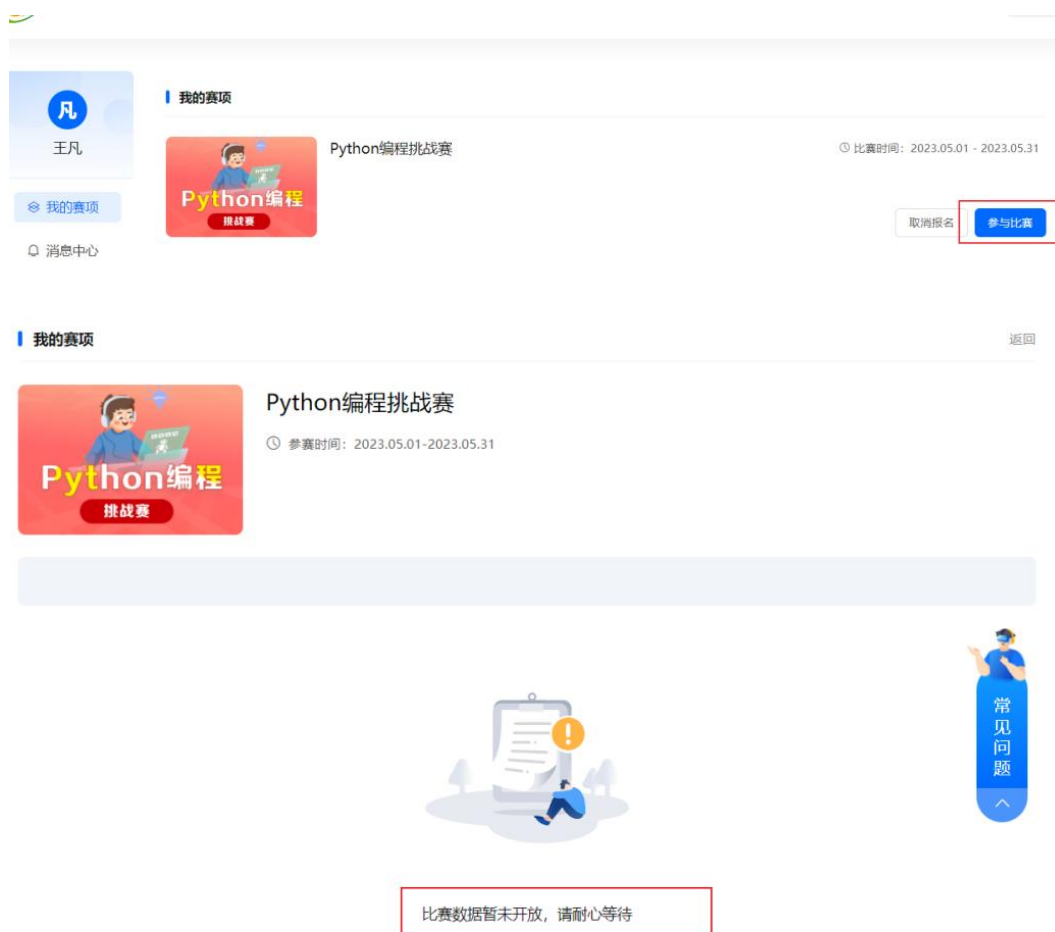 我的赛项
凡
王凡
Python编程挑战赛
比赛时间：2023.05.01 - 2023.05.31
Python编程
挑战赛
我的赛项
取消报名
参与比赛
消息中心
我的赛项
返回
Python编程挑战赛
参赛时间：2023.05.01-2023.05.31
Python编程
挑战赛
常见问题
比赛数据暂未开放，请耐心等待